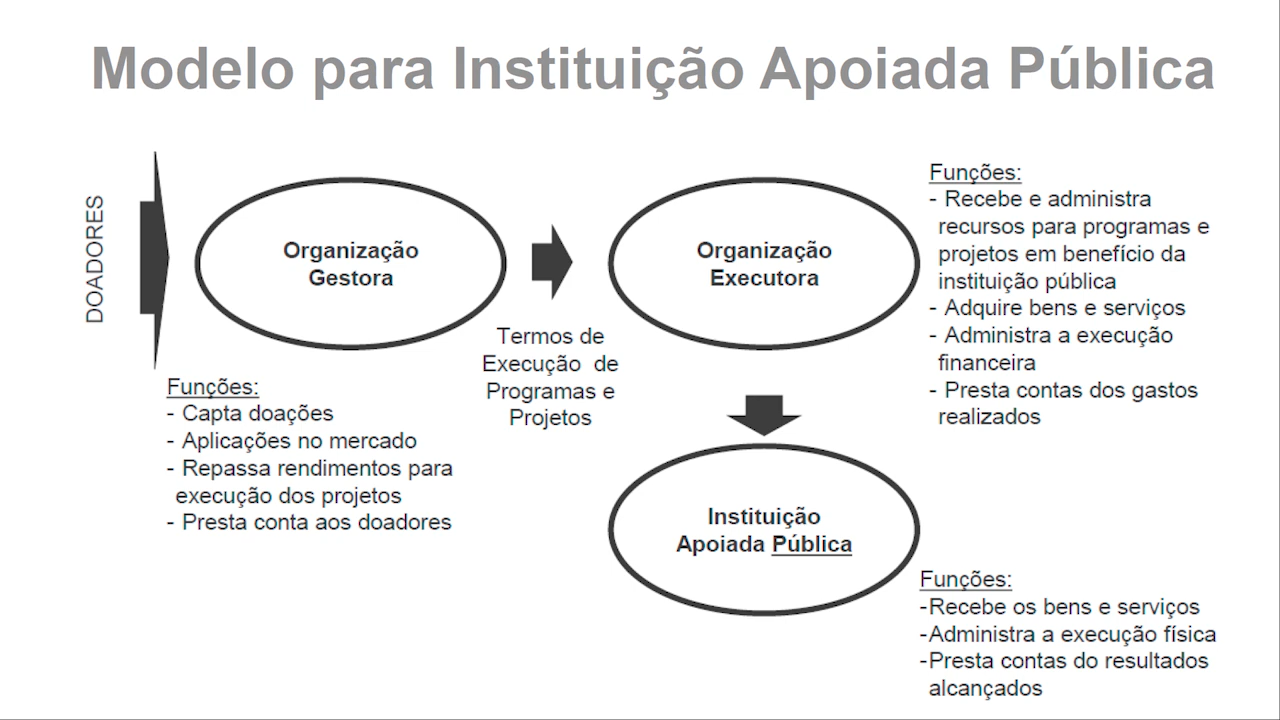 Modelo para Instituição Apoiada Pública
DOADORES
Organização
Gestora
Funções:
- Capta doações
- Aplicações no mercado
- Repassa rendimentos para
execução dos projetos
- Presta conta aos doadores
Termos de
Execução de
Programas e
Projetos
Organização
Executora
Funções:
- Recebe e administra
recursos para programas e
projetos em benefício da
instituição pública
- Adquire bens e serviços
- Administra a execução
financeira
- Presta contas dos gastos
realizados
Instituição
Apoiada Pública
Funções:
-Recebe os bens e serviços
-Administra a execução física
-Presta contas do resultados
alcançados